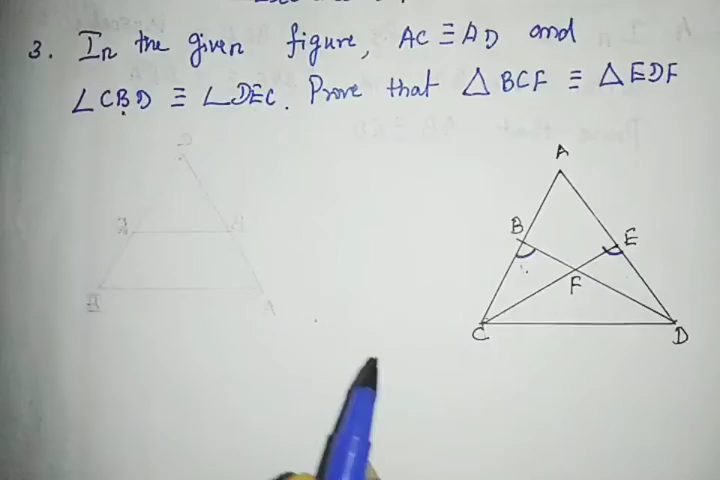 3. In the given figure, AC ≡ AD and
∠CBD ≡ ∠DEC. Prove that △BCF ≡ △EDF
A
B
E
F
C
D